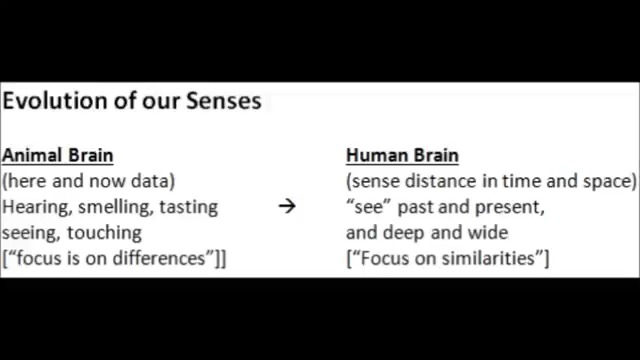 Evolution of our Senses
Animal Brain
(here and now data)
Hearing, smelling, tasting
seeing, touching
["focus is on differences"]]
→
Human Brain
(sense distance in time and space)
"see" past and present,
and deep and wide
["Focus on similarities"]